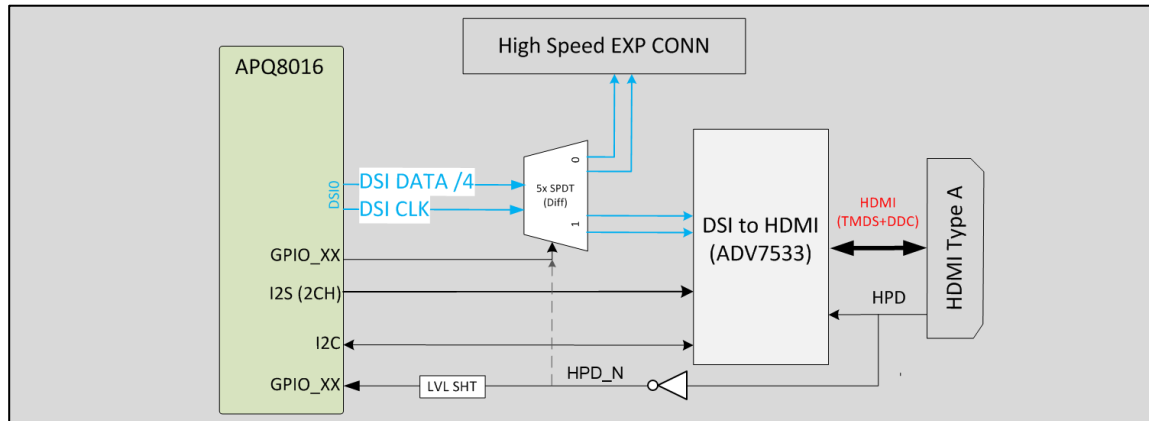 High Speed EXP CONN
APQ8016
0
5x SPDT
(Diff)
1
DSI0
DSI DATA /4
DSI CLK
DSI to HDMI
(ADV7533)
HDMI
(TMDS+DDC)
HDMI Type A
GPIO_XX
I2S (2CH)
HPD
I2C
HPD_N
GPIO_XX
LVL SHT